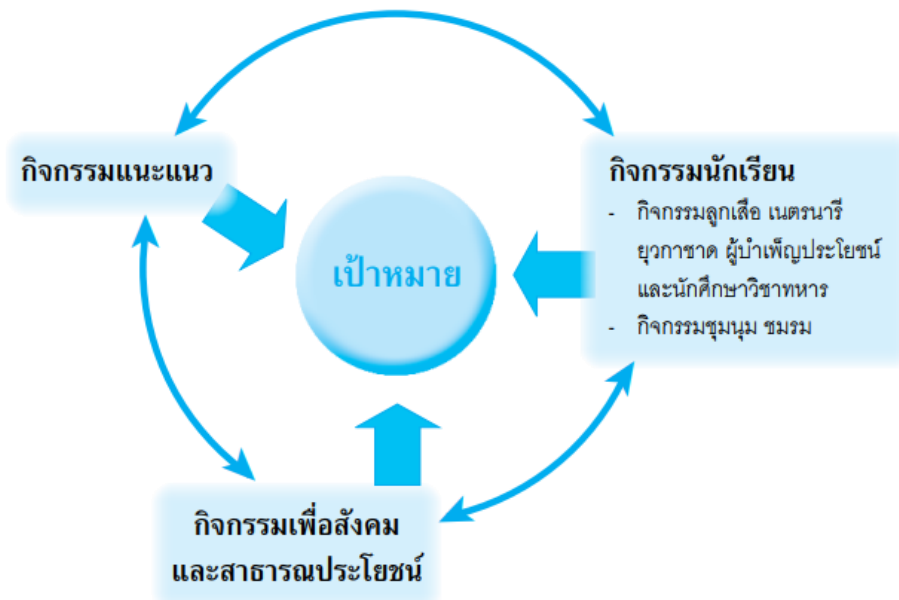 กิจกรรมแนะแนว
กิจกรรมนักเรียน
- กิจกรรมลูกเสือ เนตรนารี
ยุวกาชาด ผู้บำเพ็ญประโยชน์
และนักศึกษาวิชาทหาร
- กิจกรรมชุมนุม ชมรม
เป้าหมาย
กิจกรรมเพื่อสังคม
และสาธารณประโยชน์